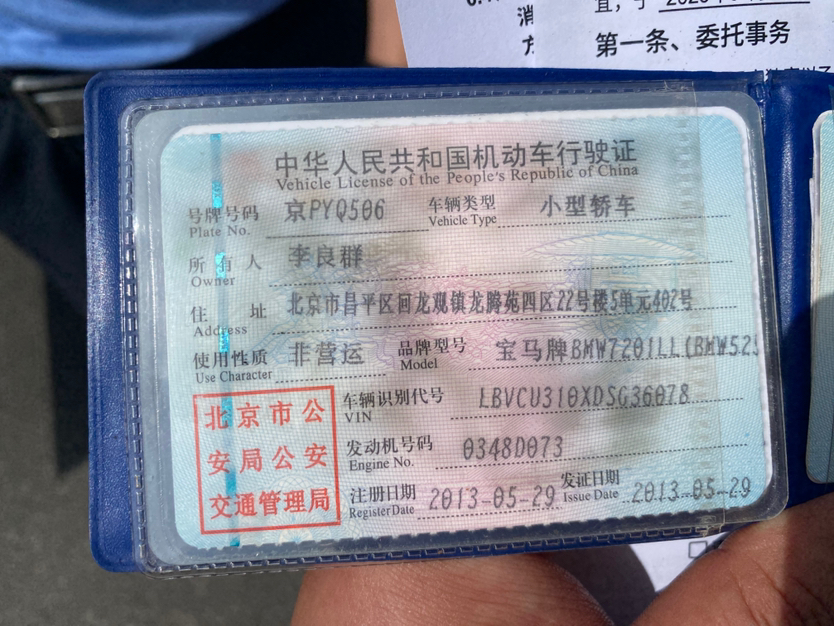 消
方
第一条、委托事务
中华人民共和国机动车行驶证
Vehicle License of the People's Republic of China
号牌号码 京PYQ506 车辆类型 小型轿车
Plate No. Vehicle Type
所有人 李良群
Owner
住址 北京市昌平区回龙观镇龙腾苑四区22号楼5单元402号
Address
使用性质 非营运 品牌型号 宝马牌BMW7201LL(BMW525
Use Character Model
北京市公安局公安交通管理局
车辆识别代号 LBVCU310XDSG36078
VIN
发动机号码 0348D073
Engine No.
注册日期 2013-05-29 发证日期 2013-05-29
Register Date Issue Date